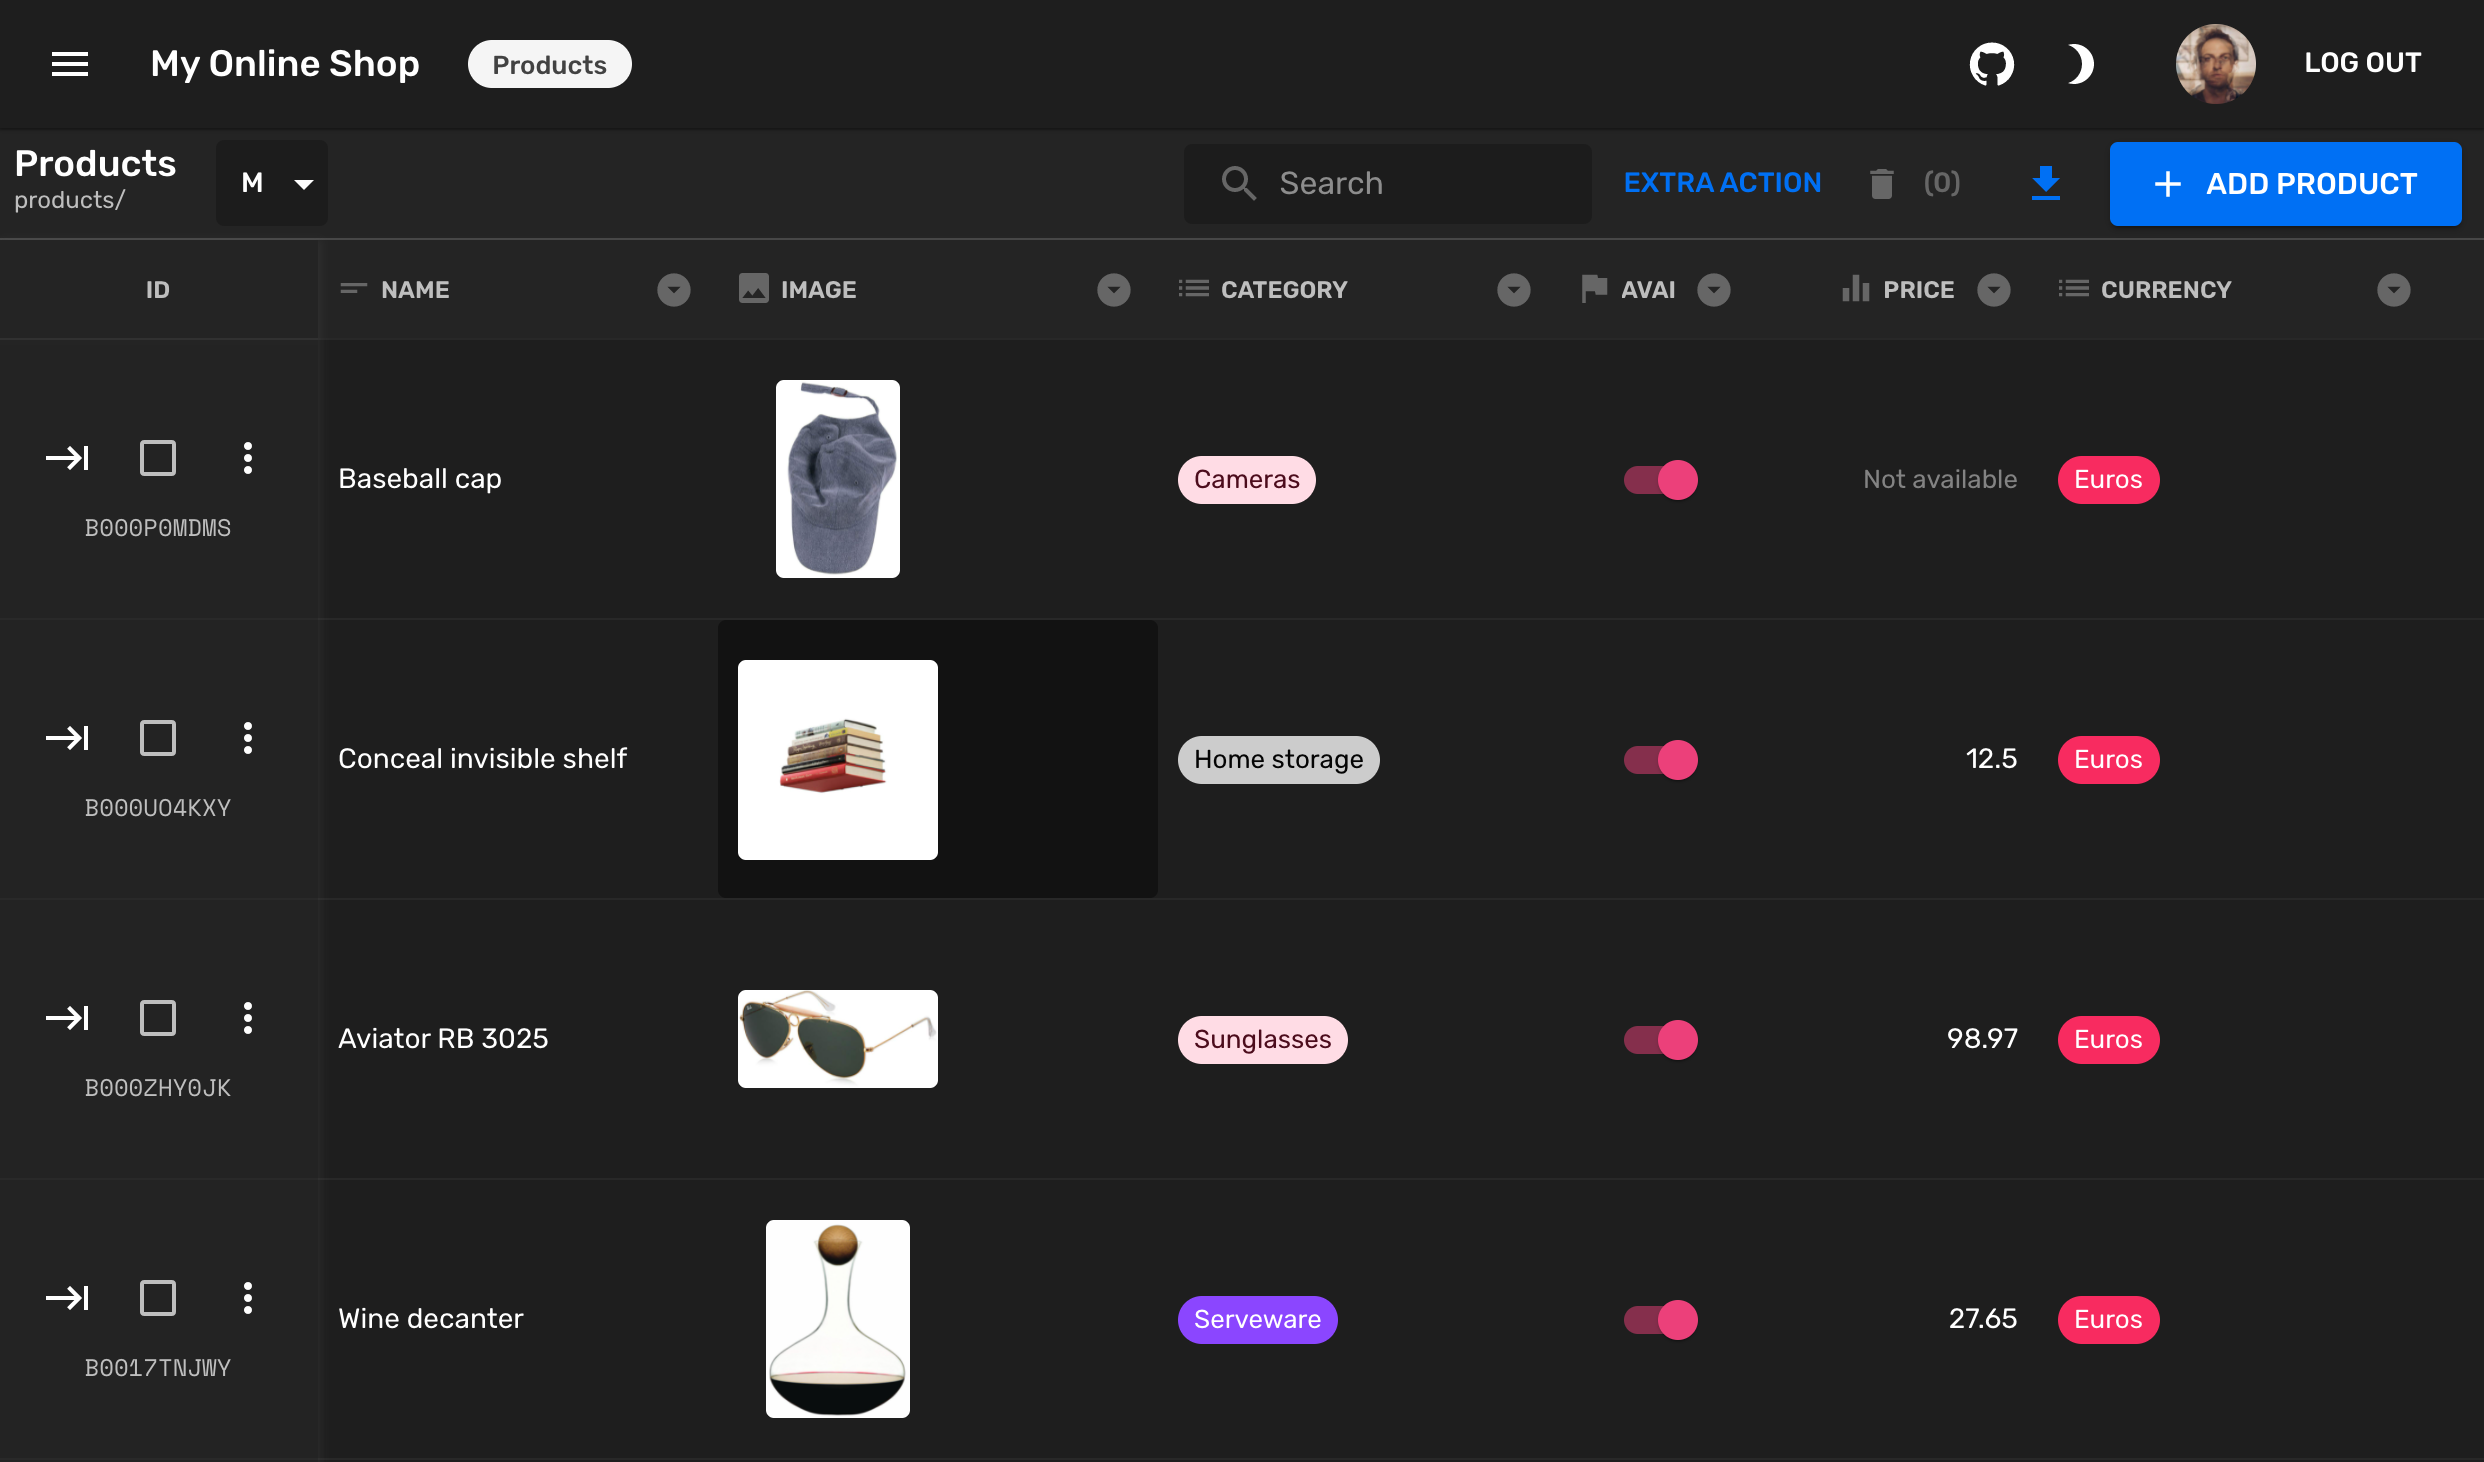 My Online Shop
Products
LOG OUT
Products
products/
M
Search
EXTRA ACTION
(0)
ADD PRODUCT
ID
NAME
IMAGE
CATEGORY
AVAI
PRICE
CURRENCY
B000P0MDMS
Baseball cap
Cameras
Not available
Euros
B000UO4KXY
Conceal invisible shelf
Home storage
12.5
Euros
B000ZHY0JK
Aviator RB 3025
Sunglasses
98.97
Euros
B0017TNJWY
Wine decanter
Serveware
27.65
Euros